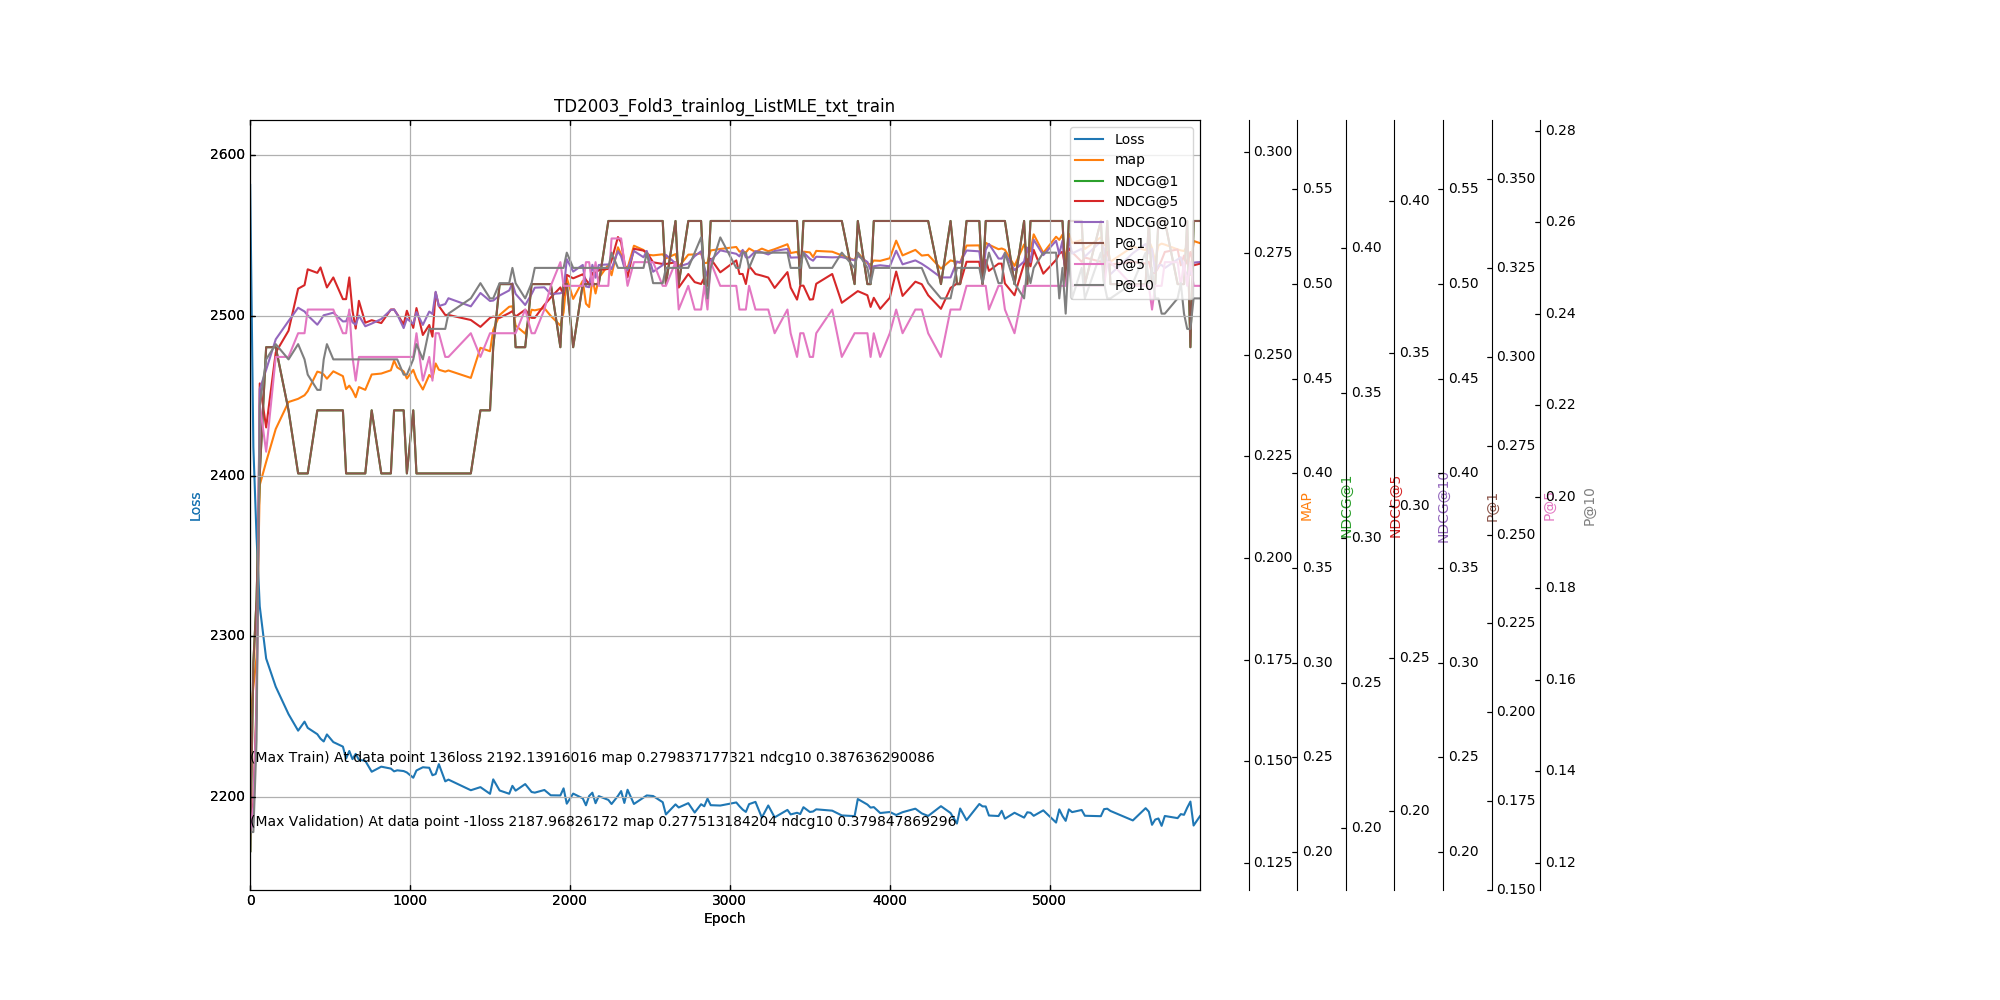 TD2003_Fold3_trainlog_ListMLE_txt_train
Loss
map
NDCG@1
NDCG@5
NDCG@10
P@1
P@5
P@10
2600
2500
2400
2300
2200
Loss
(Max Train) At data point 136loss 2192.13916016 map 0.279837177321 ndcg10 0.387636290086
(Max Validation) At data point -1loss 2187.96826172 map 0.277513184204 ndcg10 0.379847869296
0 1000 2000 3000 4000 5000
Epoch
0.300
0.275
0.250
0.225
0.200
0.175
0.150
0.125
MAP
0.55
0.50
0.45
0.40
0.35
0.30
0.25
0.20
NDCG@1
0.40
0.35
0.30
0.25
0.20
NDCG@5
0.40
0.35
0.30
0.25
0.20
NDCG@10
0.55
0.50
0.45
0.40
0.35
0.30
0.25
0.20
P@1
0.350
0.325
0.300
0.275
0.250
0.225
0.200
0.175
0.150
P@5
0.28
0.26
0.24
0.22
0.20
0.18
0.16
0.14
0.12
P@10